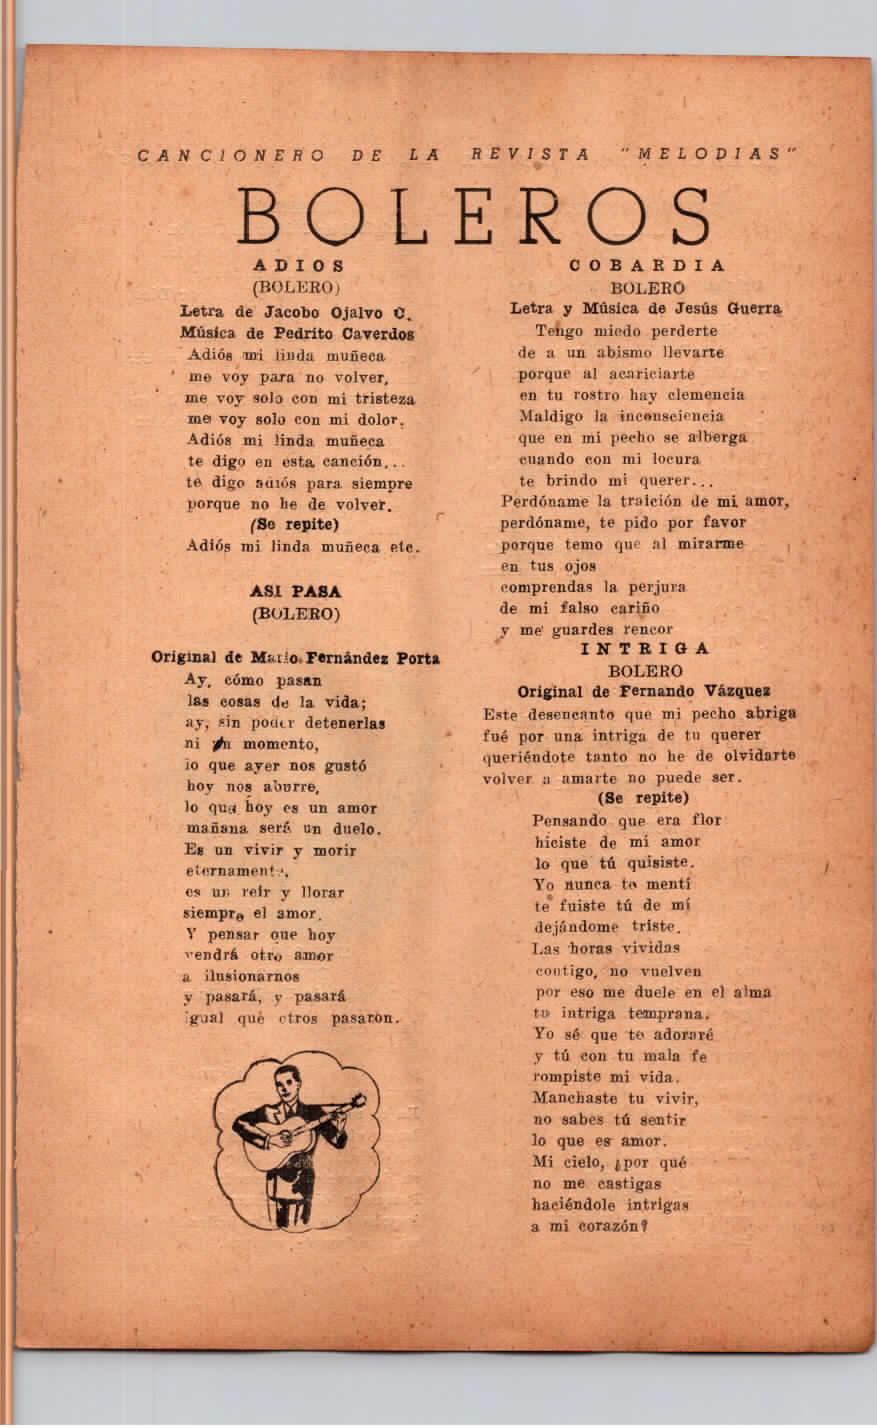 CANCIONERO DE LA REVISTA "MELODIAS"
BOLEROS
ADIOS
(BOLERO)
Letra de Jacobo Ojalvo C.
Música de Pedrito Caverdos
Adiós mi linda muñeca
me voy para no volver,
me voy solo con mi tristeza
me voy solo con mi dolor.
Adiós mi linda muñeca
te digo en esta canción...
te digo adiós para siempre
porque no he de volver.
(Se repite)
Adiós mi linda muñeca etc.
ASI PASA
(BOLERO)
Original de Mario Fernández Porta
Ay, cómo pasan
las cosas de la vida;
ay, sin poder detenerlas
ni un momento,
lo que ayer nos gustó
hoy nos aburre,
lo que hoy es un amor
mañana será un duelo.
Es un vivir y morir
eternamente,
es un reír y llorar
siempre el amor.
Y pensar que hoy
vendrá otro amor
a ilusionarnos
y pasará, y pasará
igual qué otros pasaron.
COBARDIA
BOLERO
Letra y Música de Jesús Guerra
Tengo miedo perderte
de a un abismo llevarte
porque al acariciarte
en tu rostro hay clemencia
Maldigo la inconsciencia
que en mi pecho se alberga
cuando con mi locura
te brindo mi querer...
Perdóname la traición de mi amor,
perdóname, te pido por favor
porque temo que al mirarme
en tus ojos
comprendas la perjura
de mi falso cariño
y me guardes rencor
INTRIGA
BOLERO
Original de Fernando Vázquez
Este desencanto que mi pecho abriga
fué por una intriga de tu querer
queriéndote tanto no he de olvidarte
volver a amarte no puede ser.
(Se repite)
Pensando que era flor
hiciste de mi amor
lo que tú quisiste.
Yo nunca te mentí
te fuiste tú de mí
dejándome triste.
Las horas vividas
contigo, no vuelven
por eso me duele en el alma
tu intriga temprana.
Yo sé que te adoraré
y tú con tu mala fe
rompiste mi vida.
Manchaste tu vivir,
no sabes tú sentir
lo que es amor.
Mi cielo, ¿por qué
no me castigas
haciéndole intrigas
a mi corazón?